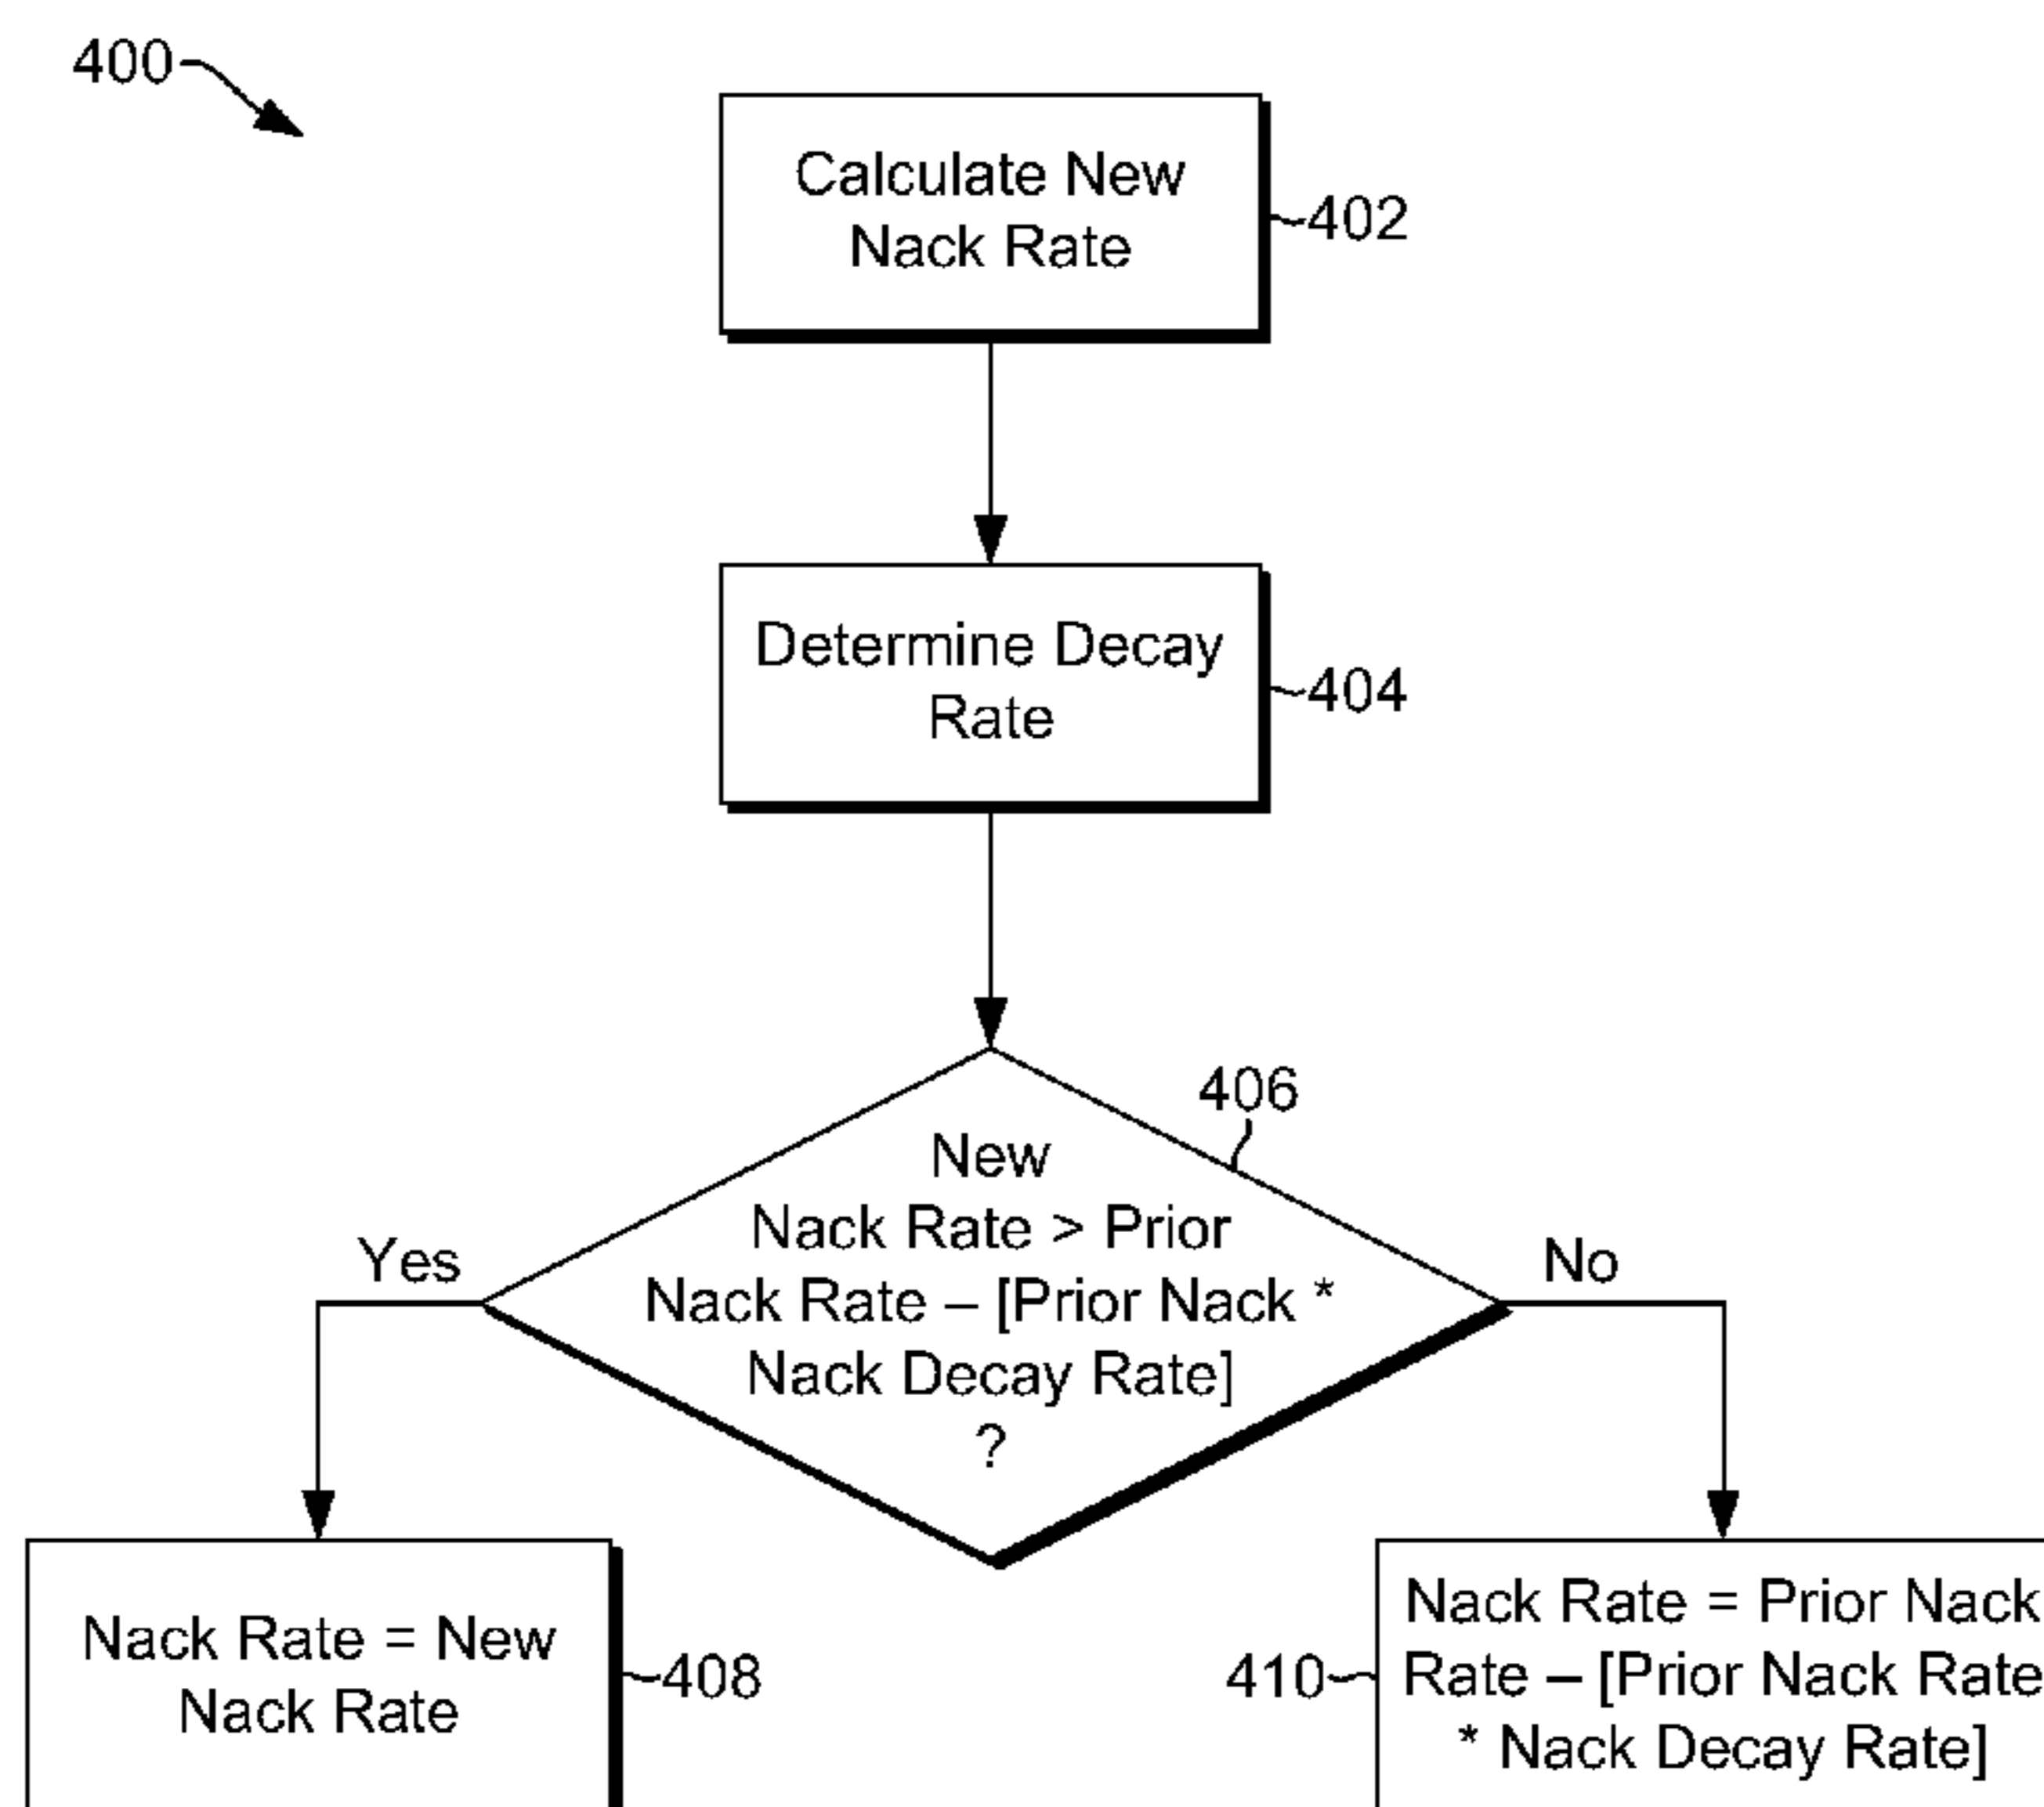 400
Calculate New
Nack Rate
402
Determine Decay
Rate
404
406
New
Nack Rate > Prior
Nack Rate – [Prior Nack *
Nack Decay Rate]
?
Yes
No
Nack Rate = New
Nack Rate
408
410
Nack Rate = Prior Nack
Rate – [Prior Nack Rate
* Nack Decay Rate]